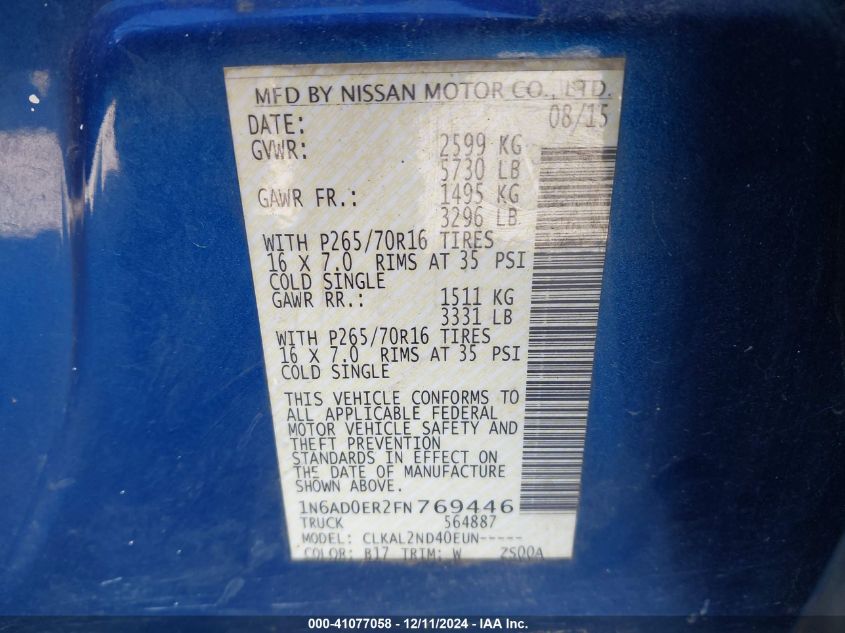 MFD BY NISSAN MOTOR CO., LTD.
DATE: 08/15
GVWR: 2599 KG
5730 LB
GAWR FR.: 1495 KG
3296 LB
WITH P265/70R16 TIRES
16 X 7.0 RIMS AT 35 PSI
COLD SINGLE
GAWR RR.: 1511 KG
3331 LB
WITH P265/70R16 TIRES
16 X 7.0 RIMS AT 35 PSI
COLD SINGLE
THIS VEHICLE CONFORMS TO
ALL APPLICABLE FEDERAL
MOTOR VEHICLE SAFETY AND
THEFT PREVENTION
STANDARDS IN EFFECT ON
THE DATE OF MANUFACTURE
SHOWN ABOVE.
1N6AD0ER2FN769446
TRUCK 564887
MODEL: CLKAL2ND40EUN-----
COLOR: B17 TRIM: W ZS00A
000-41077058 - 12/11/2024 - IAA Inc.